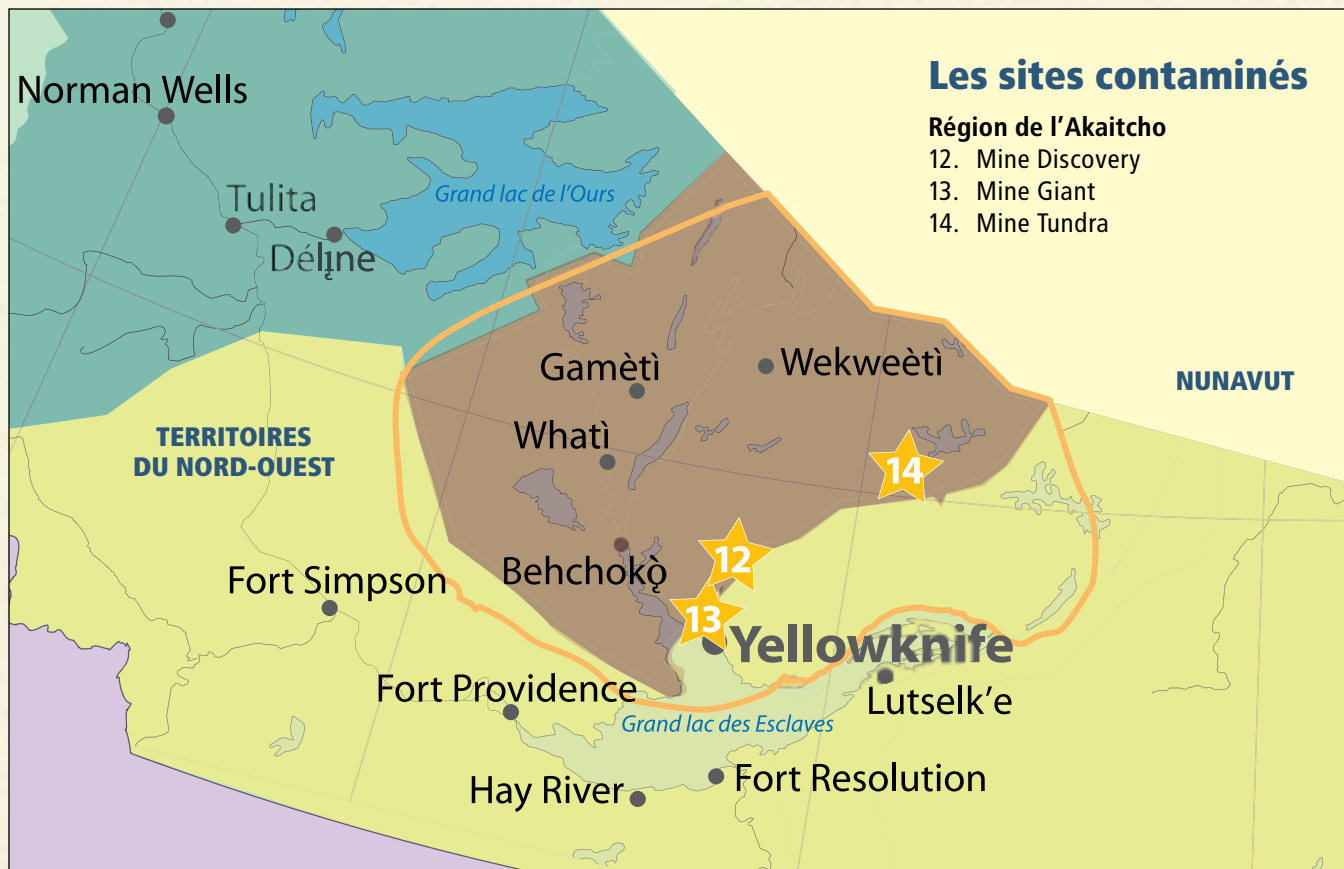 Les sites contaminés
Région de l'Akaitcho
12. Mine Discovery
13. Mine Giant
14. Mine Tundra
Norman Wells
Tulita
Grand lac de l'Ours
Délı̨ne
Gamètì
Wekweètì
NUNAVUT
Whatì
TERRITOIRES
DU NORD-OUEST
14
12
Behchokǫ̀
Fort Simpson
13
Yellowknife
Fort Providence
Lutselk'e
Grand lac des Esclaves
Hay River
Fort Resolution